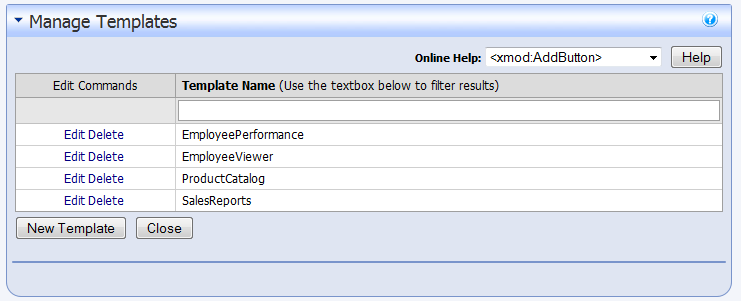 Manage Templates
Online Help: <xmod:AddButton> Help
Edit Commands Template Name (Use the textbox below to filter results)
Edit Delete EmployeePerformance
Edit Delete EmployeeViewer
Edit Delete ProductCatalog
Edit Delete SalesReports
New Template Close